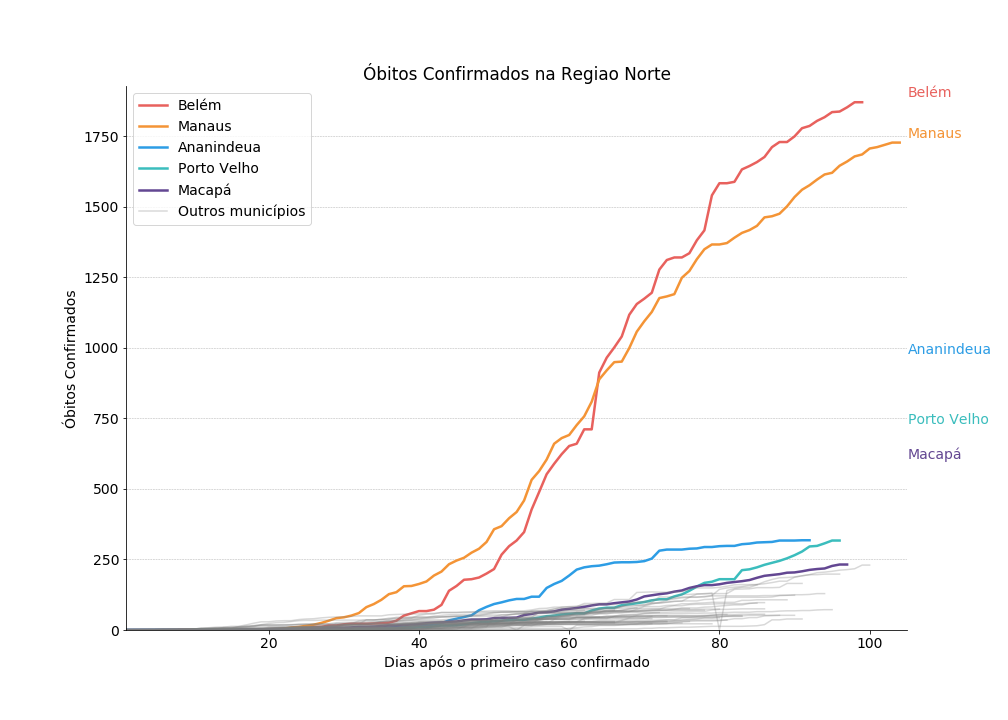 Óbitos Confirmados na Regiao Norte
Belém
Manaus
Ananindeua
Porto Velho
Macapá
Outros municípios
Belém
Manaus
Ananindeua
Porto Velho
Macapá
Óbitos Confirmados
1750
1500
1250
1000
750
500
250
0
20
40
60
80
100
Dias após o primeiro caso confirmado